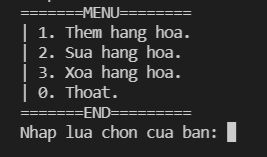 =======MENU========
| 1. Them hang hoa.
| 2. Sua hang hoa.
| 3. Xoa hang hoa.
| 0. Thoat.
=======END=========
Nhap lua chon cua ban: